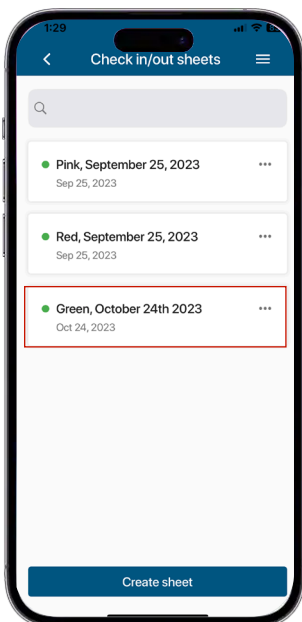 1:29
Check in/out sheets
Pink, September 25, 2023
Sep 25, 2023
Red, September 25, 2023
Sep 25, 2023
Green, October 24th 2023
Oct 24, 2023
Create sheet